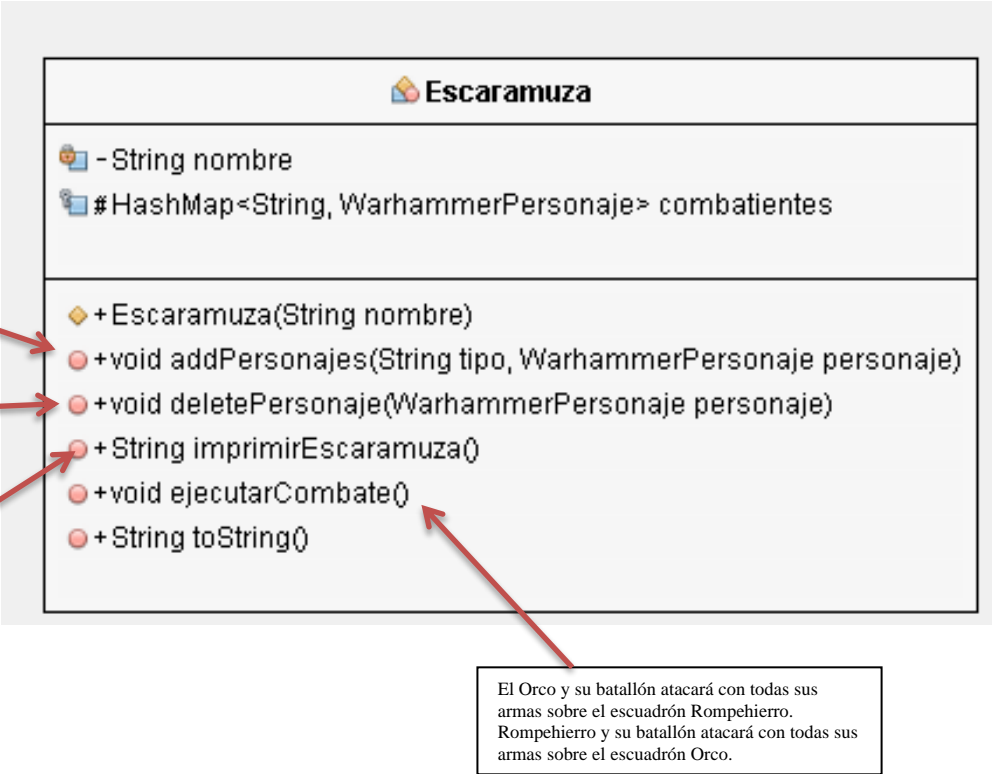 Escaramuza
-String nombre
#HashMap<String, WarhammerPersonaje> combatientes
+Escaramuza(String nombre)
+void addPersonajes(String tipo, WarhammerPersonaje personaje)
+void deletePersonaje(WarhammerPersonaje personaje)
+String imprimirEscaramuza()
+void ejecutarCombate()
+String toString()
El Orco y su batallón atacará con todas sus
armas sobre el escuadrón Rompehierro.
Rompehierro y su batallón atacará con todas sus
armas sobre el escuadrón Orco.